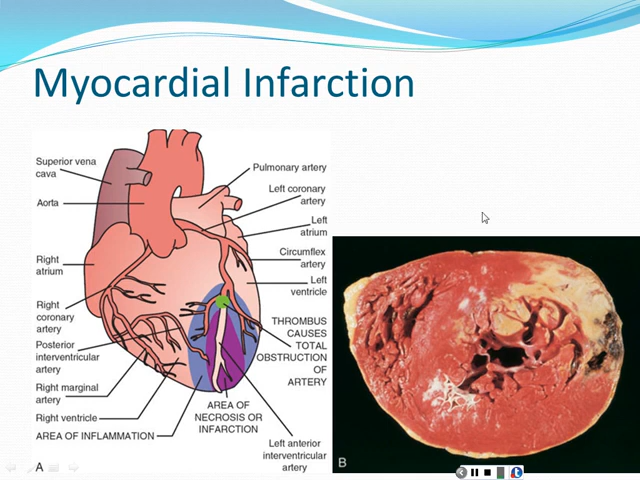 Myocardial Infarction
Superior vena
cava
Aorta
Right
atrium
Right
coronary
artery
Posterior
interventricular
artery
Right marginal
artery
Right ventricle
AREA OF INFLAMMATION
A
Pulmonary artery
Left coronary
artery
Left
atrium
Circumflex
artery
Left
ventricle
THROMBUS
CAUSES
TOTAL
OBSTRUCTION
OF
ARTERY
AREA OF
NECROSIS OR
INFARCTION
Left anterior
interventricular
artery
B